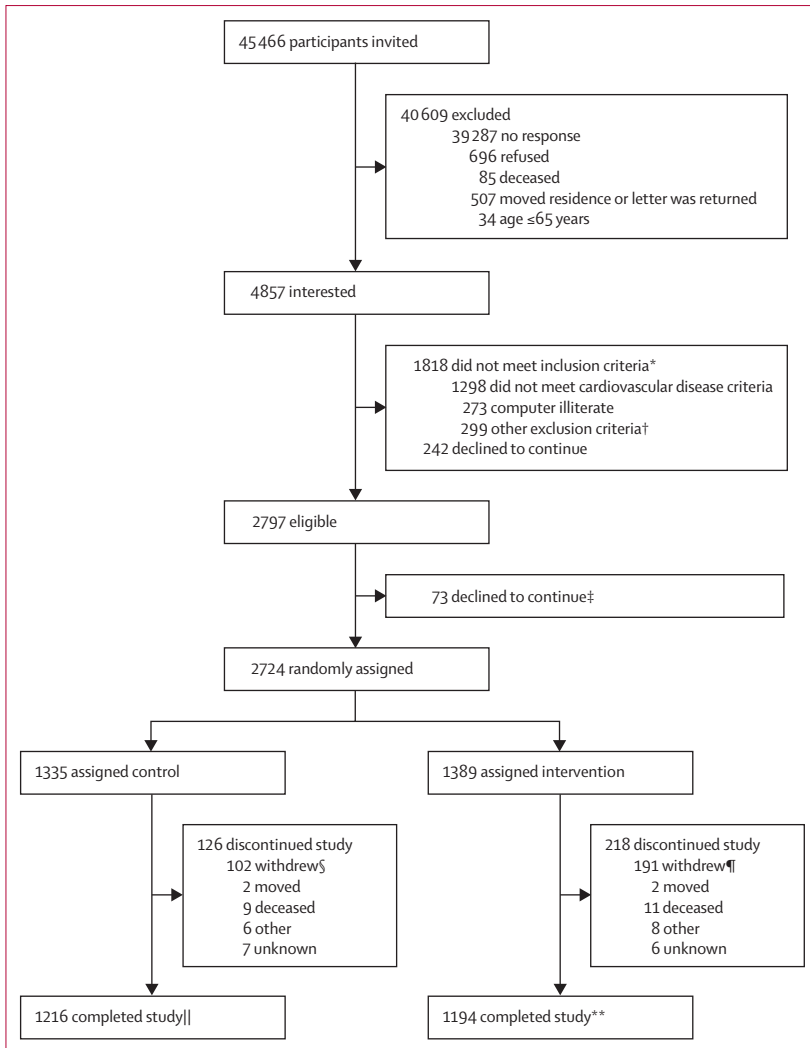 45 466 participants invited
40 609 excluded
39 287 no response
696 refused
85 deceased
507 moved residence or letter was returned
34 age ≤65 years
4857 interested
1818 did not meet inclusion criteria*
1298 did not meet cardiovascular disease criteria
273 computer illiterate
299 other exclusion criteria†
242 declined to continue
2797 eligible
73 declined to continue‡
2724 randomly assigned
1335 assigned control
1389 assigned intervention
126 discontinued study
102 withdrew§
2 moved
9 deceased
6 other
7 unknown
218 discontinued study
191 withdrew¶
2 moved
11 deceased
8 other
6 unknown
1216 completed study||
1194 completed study**